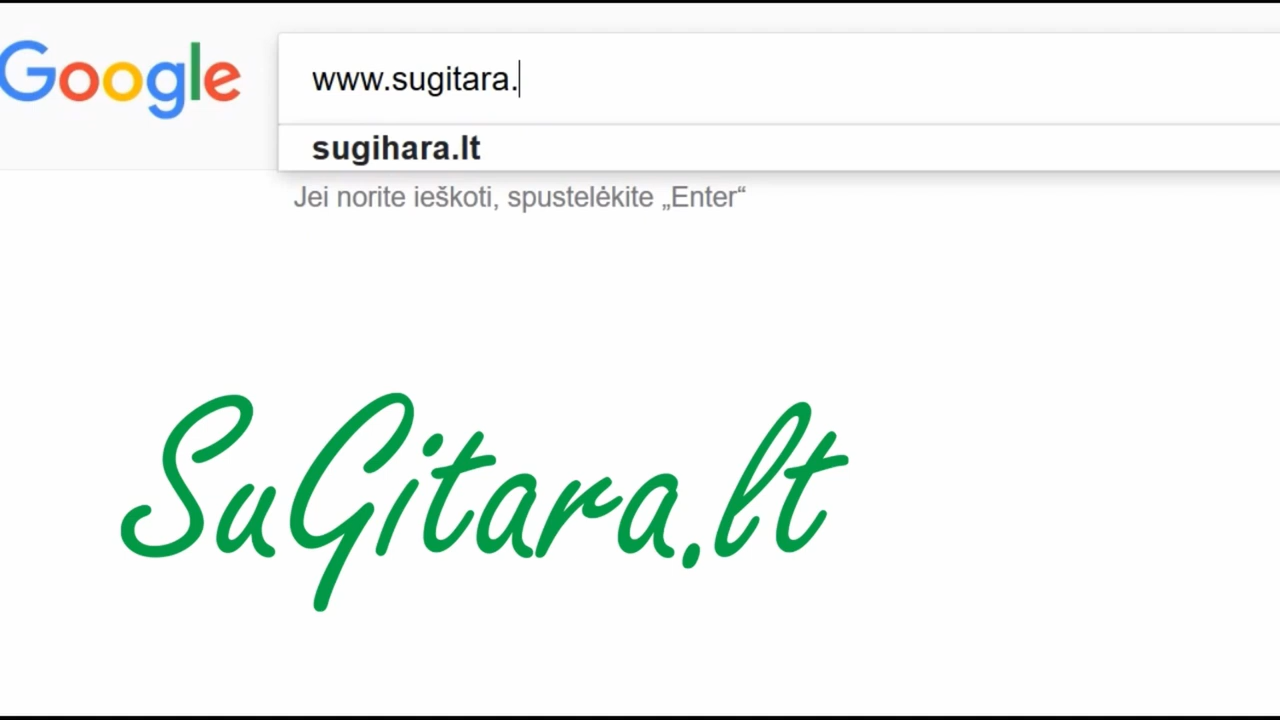 Google
www.sugitara.
sugihara.lt
Jei norite ieškoti, spustelėkite „Enter“
SuGitara.lt